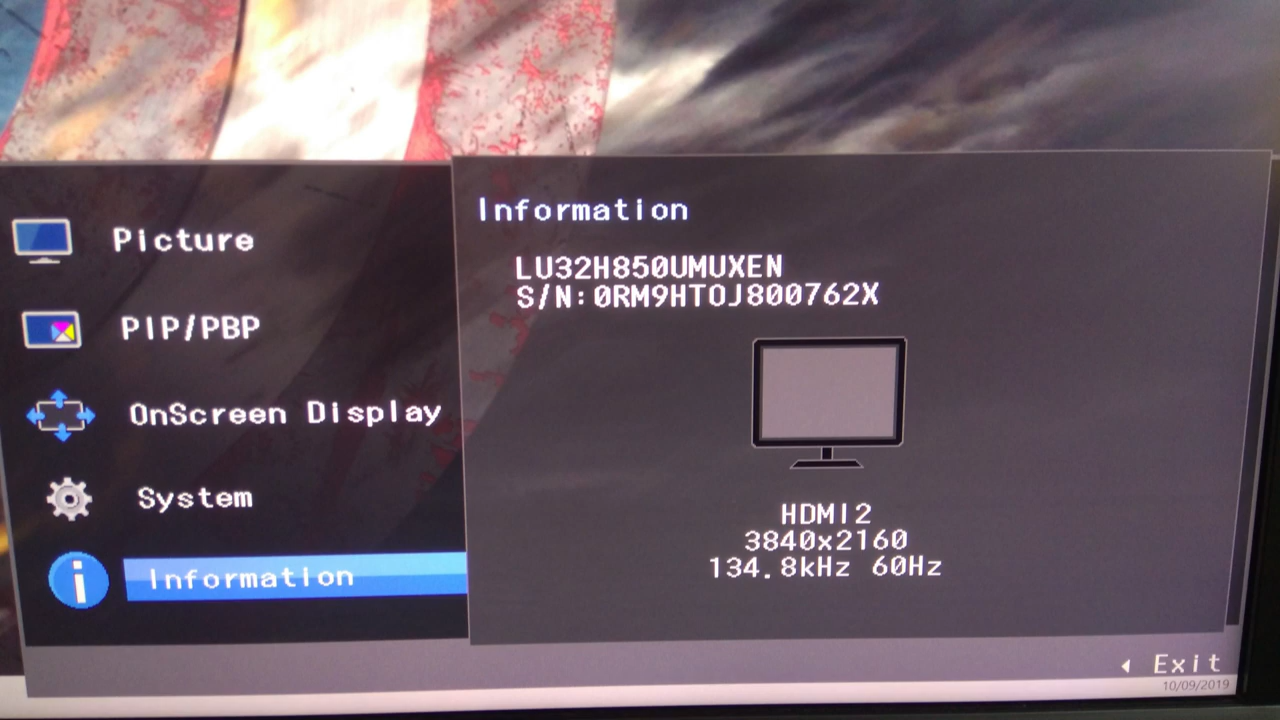 Picture
PIP/PBP
OnScreen Display
System
Information
Information
LU32H850UMUXEN
S/N:0RM9HTOJ800762X
HDMI2
3840x2160
134.8kHz 60Hz
Exit
10/09/2019